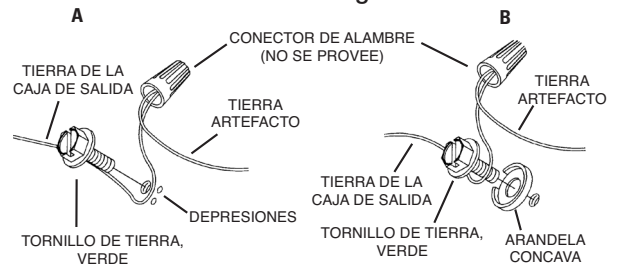 A
B
CONECTOR DE ALAMBRE
(NO SE PROVEE)
TIERRA DE LA
CAJA DE SALIDA
TIERRA
ARTEFACTO
DEPRESIONES
TORNILLO DE TIERRA,
VERDE
TIERRA
ARTEFACTO
TIERRA DE LA
CAJA DE SALIDA
TORNILLO DE TIERRA,
VERDE
ARANDELA
CONCAVA